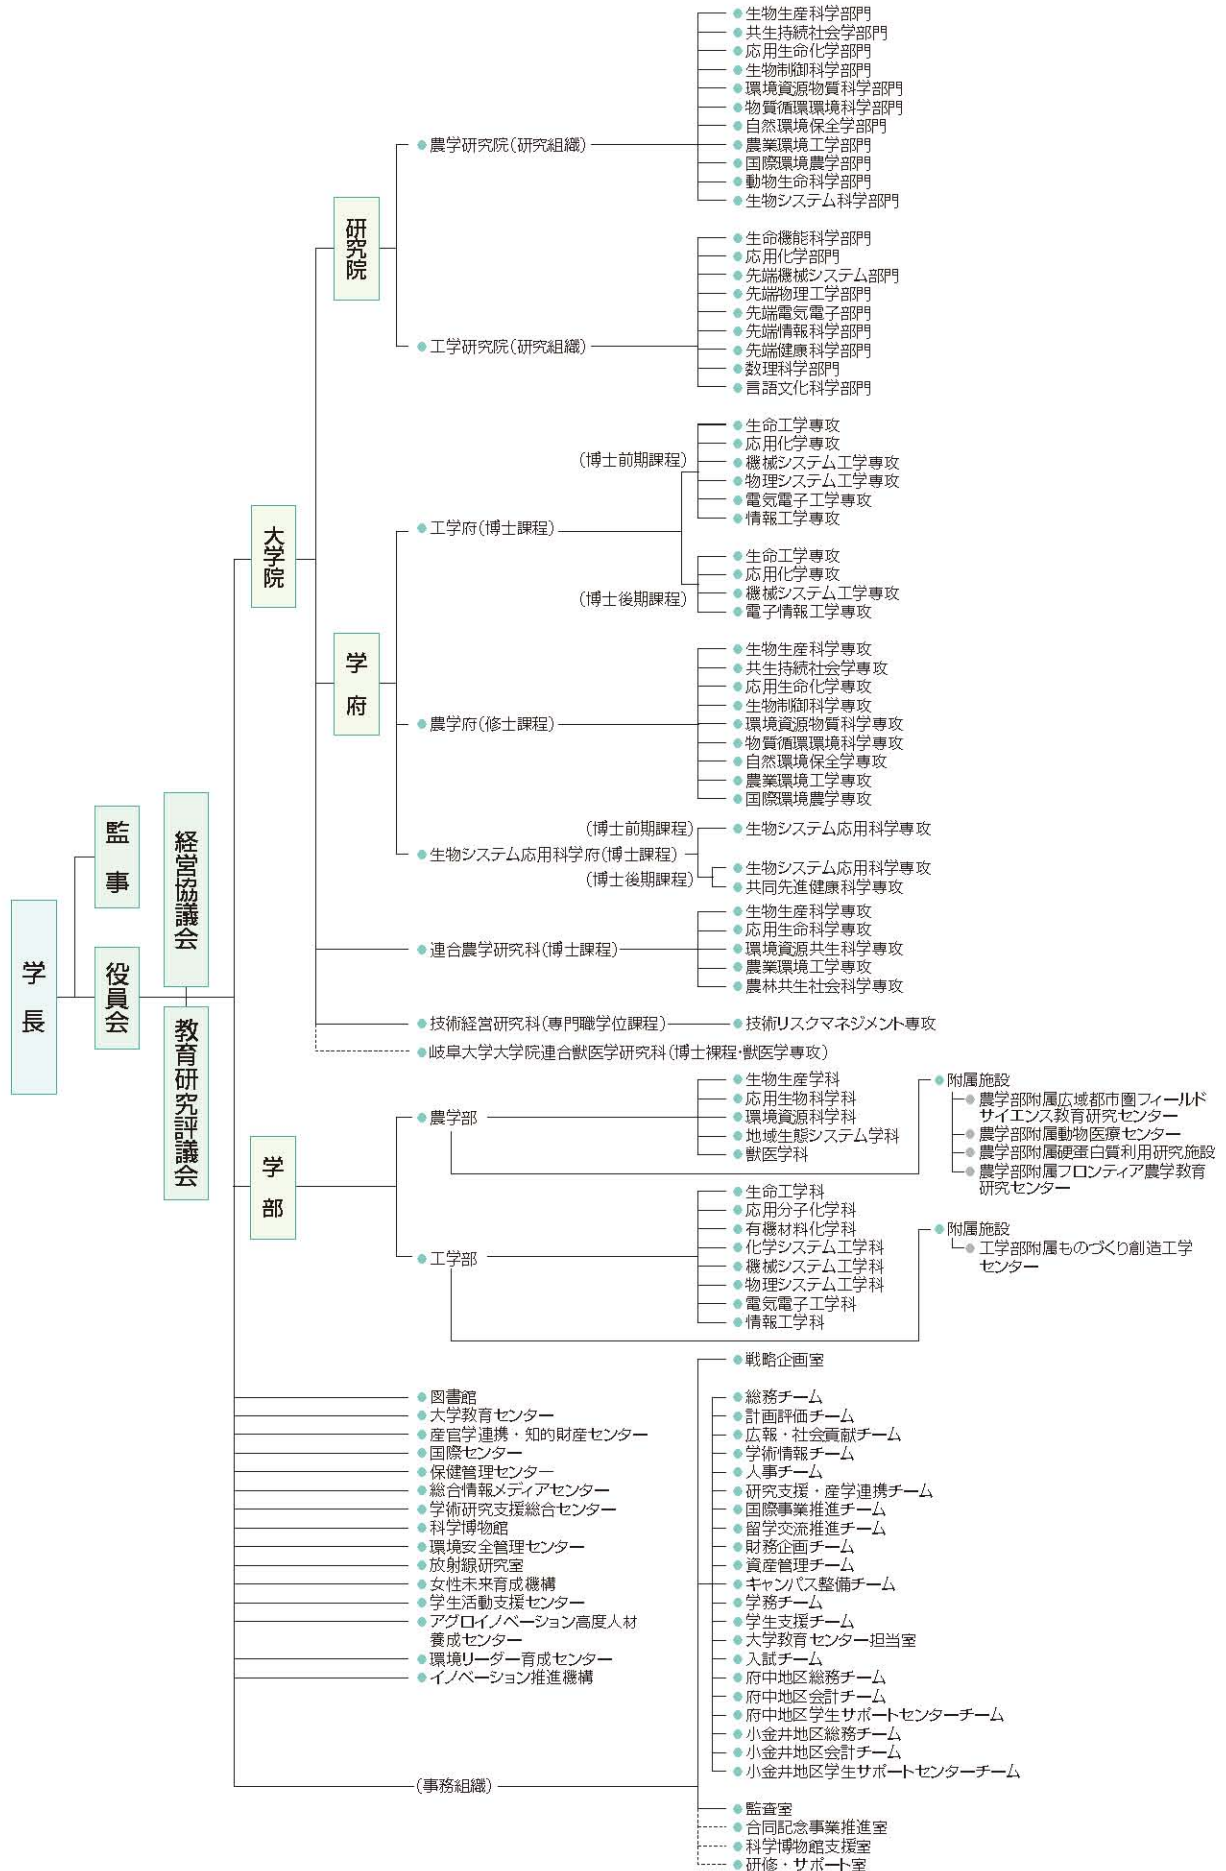 学長
監事
役員会
経営協議会
教育研究評議会
大学院
研究院
農学研究院(研究組織)
生物生産科学部門
共生持続社会学部門
応用生命化学部門
生物制御科学部門
環境資源物質科学部門
物質循環環境科学部門
自然環境保全学部門
農業環境工学部門
国際環境農学部門
動物生命科学部門
生物システム科学部門
工学研究院(研究組織)
生命機能科学部門
応用化学部門
先端機械システム部門
先端物理工学部門
先端電気電子部門
先端情報科学部門
先端健康科学部門
数理科学部門
言語文化科学部門
学府
工学府(博士課程)
(博士前期課程)
生命工学専攻
応用化学専攻
機械システム工学専攻
物理システム工学専攻
電気電子工学専攻
情報工学専攻
(博士後期課程)
生命工学専攻
応用化学専攻
機械システム工学専攻
電子情報工学専攻
農学府(修士課程)
生物生産科学専攻
共生持続社会学専攻
応用生命化学専攻
生物制御科学専攻
環境資源物質科学専攻
物質循環環境科学専攻
自然環境保全学専攻
農業環境工学専攻
国際環境農学専攻
生物システム応用科学府(博士課程)
(博士前期課程)
生物システム応用科学専攻
(博士後期課程)
生物システム応用科学専攻
共同先進健康科学専攻
連合農学研究科(博士課程)
生物生産科学専攻
応用生命科学専攻
環境資源共生科学専攻
農業環境工学専攻
農林共生社会科学専攻
技術経営研究科(専門職学位課程)
技術リスクマネジメント専攻
岐阜大学大学院連合獣医学研究科(博士課程・獣医学専攻)
学部
農学部
生物生産学科
応用生物科学科
環境資源科学科
地域生態システム学科
獣医学科
附属施設
農学部附属広域都市圏フィールド
サイエンス教育研究センター
農学部附属動物医療センター
農学部附属硬蛋白質利用研究施設
農学部附属フロンティア農学教育
研究センター
工学部
生命工学科
応用分子化学科
有機材料化学科
化学システム工学科
機械システム工学科
物理システム工学科
電気電子工学科
情報工学科
附属施設
工学部附属ものづくり創造工学
センター
図書館
大学教育センター
産官学連携・知的財産センター
国際センター
保健管理センター
総合情報メディアセンター
学術研究支援総合センター
科学博物館
環境安全管理センター
放射線研究室
女性未来育成機構
学生活動支援センター
アグロイノベーション高度人材
養成センター
環境リーダー育成センター
イノベーション推進機構
(事務組織)
戦略企画室
総務チーム
計画評価チーム
広報・社会貢献チーム
学術情報チーム
人事チーム
研究支援・産学連携チーム
国際事業推進チーム
留学交流推進チーム
財務企画チーム
資産管理チーム
キャンパス整備チーム
学務チーム
学生支援チーム
大学教育センター担当室
入試チーム
府中地区総務チーム
府中地区会計チーム
府中地区学生サポートセンターチーム
小金井地区総務チーム
小金井地区会計チーム
小金井地区学生サポートセンターチーム
監査室
合同記念事業推進室
科学博物館支援室
研修・サポート室